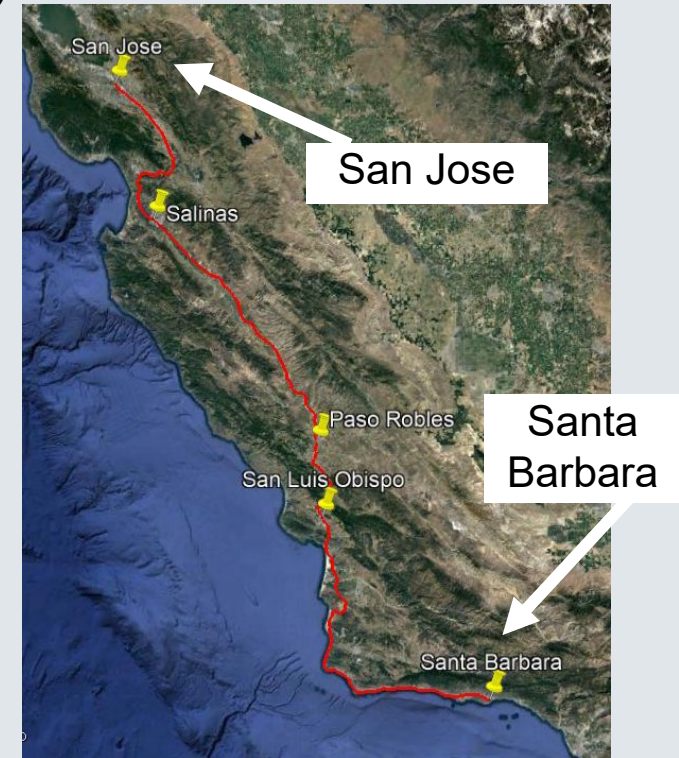 San Jose
San Jose
Salinas
Paso Robles
Santa
Barbara
San Luis Obispo
Santa Barbara